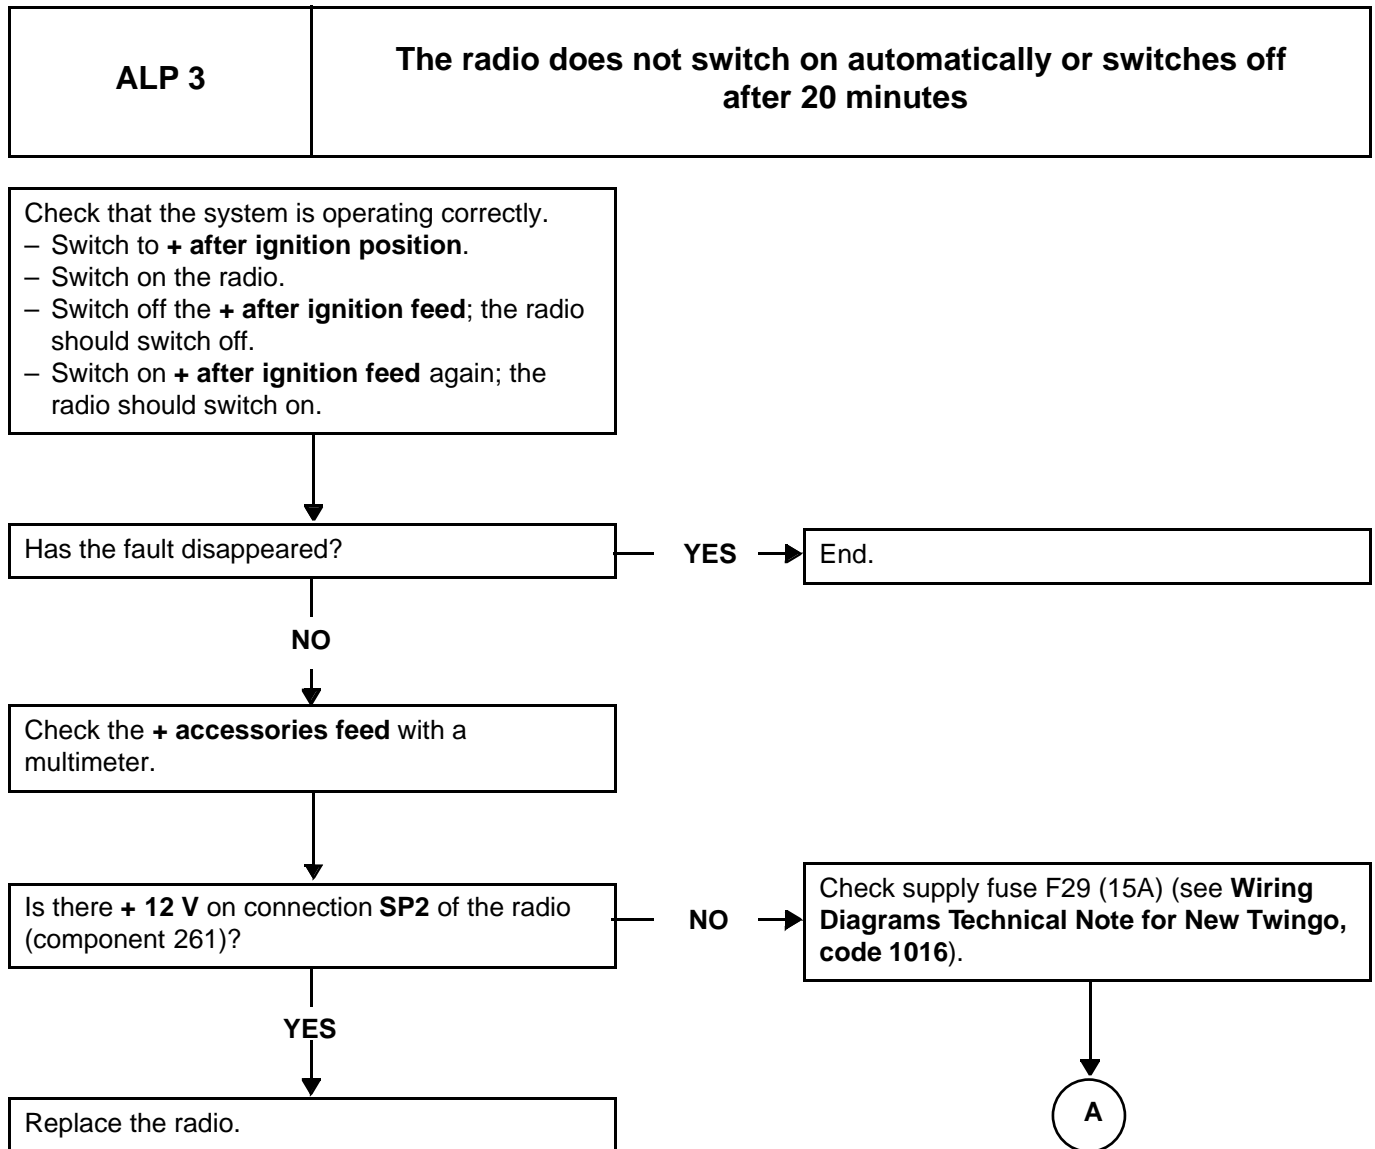 ALP 3
The radio does not switch on automatically or switches off
after 20 minutes
Check that the system is operating correctly.
– Switch to + after ignition position.
– Switch on the radio.
– Switch off the + after ignition feed; the radio
should switch off.
– Switch on + after ignition feed again; the
radio should switch on.
Has the fault disappeared?
YES
End.
NO
Check the + accessories feed with a
multimeter.
Is there + 12 V on connection SP2 of the radio
(component 261)?
NO
Check supply fuse F29 (15A) (see Wiring
Diagrams Technical Note for New Twingo,
code 1016).
YES
Replace the radio.
A